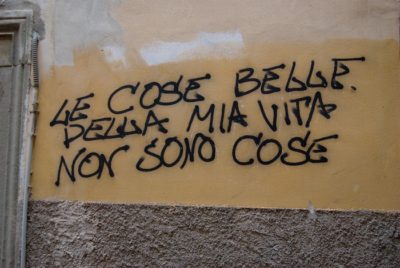 LE COSE BELLE.
DELLA MIA VITA
NON SONO COSE